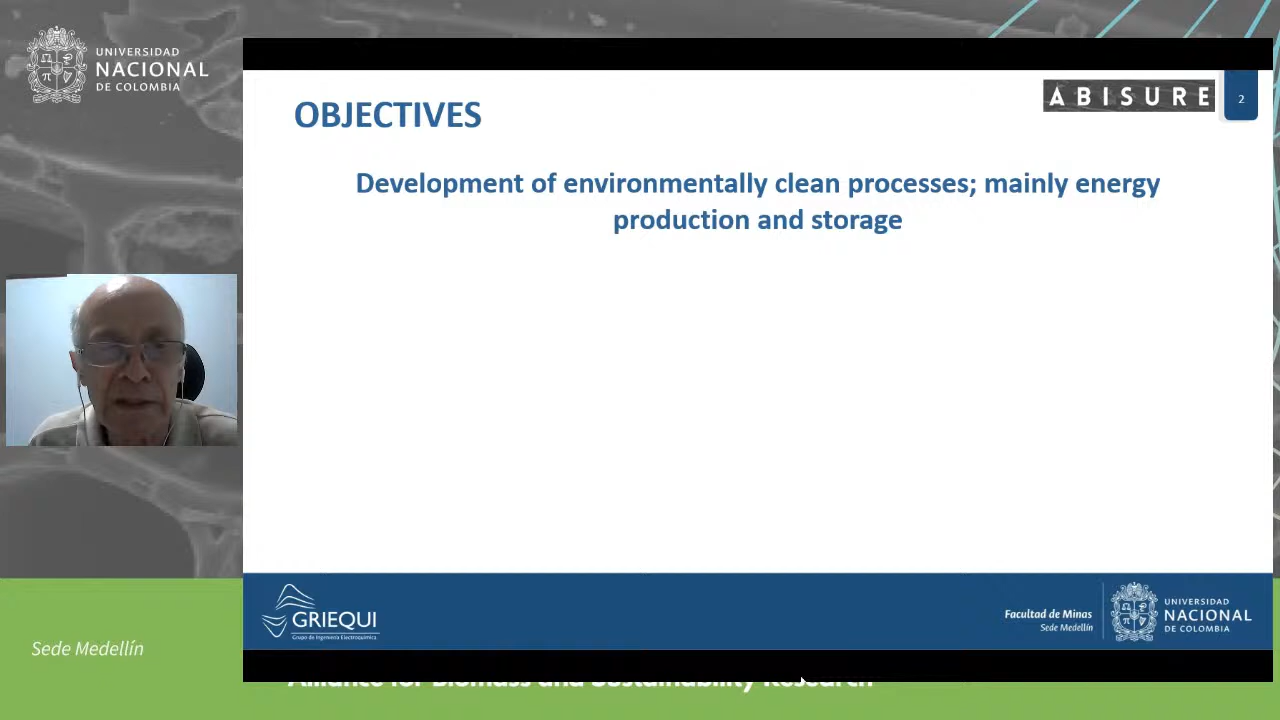 UNIVERSIDAD
NACIONAL
DE COLOMBIA
ABISURE
2
OBJECTIVES
Development of environmentally clean processes; mainly energy
production and storage
GRIEQUI
Grupo de Ingeniería Electroquímica
Facultad de Minas
Sede Medellín
UNIVERSIDAD
NACIONAL
DE COLOMBIA
Sede Medellín
Alliance for Biomass and Sustainability Research